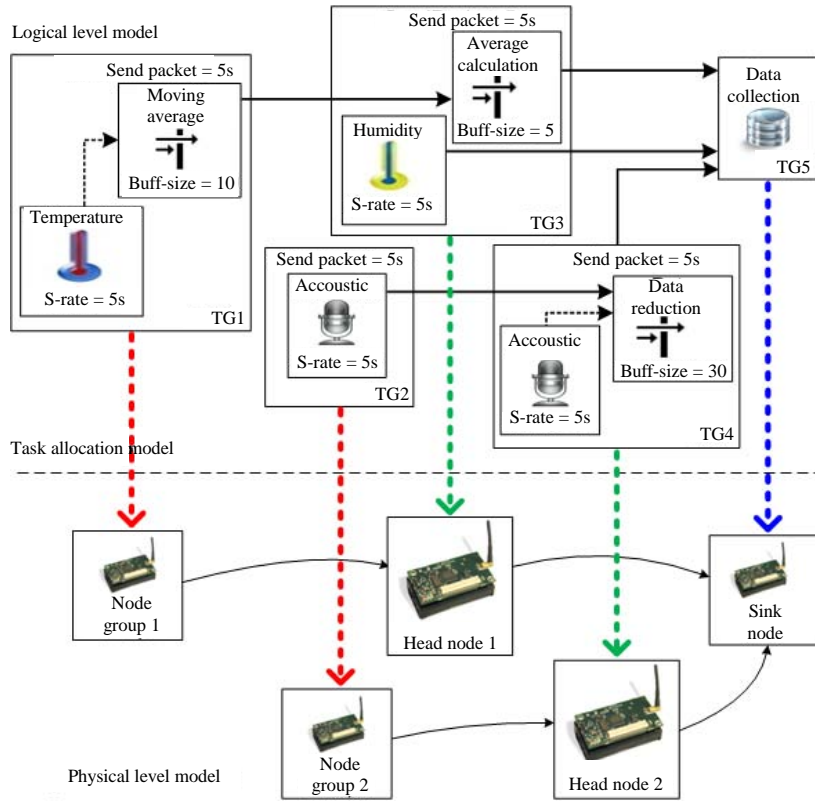 Logical level model
Send packet = 5s
Moving
average
Buff-size = 10
Temperature
S-rate = 5s
TG1
Send packet = 5s
Average
calculation
Buff-size = 5
Humidity
S-rate = 5s
TG3
Data
collection
TG5
Send packet = 5s
Accoustic
S-rate = 5s
TG2
Send packet = 5s
Data
reduction
Buff-size = 30
Accoustic
S-rate = 5s
TG4
Task allocation model
Node
group 1
Head node 1
Sink
node
Node
group 2
Head node 2
Physical level model